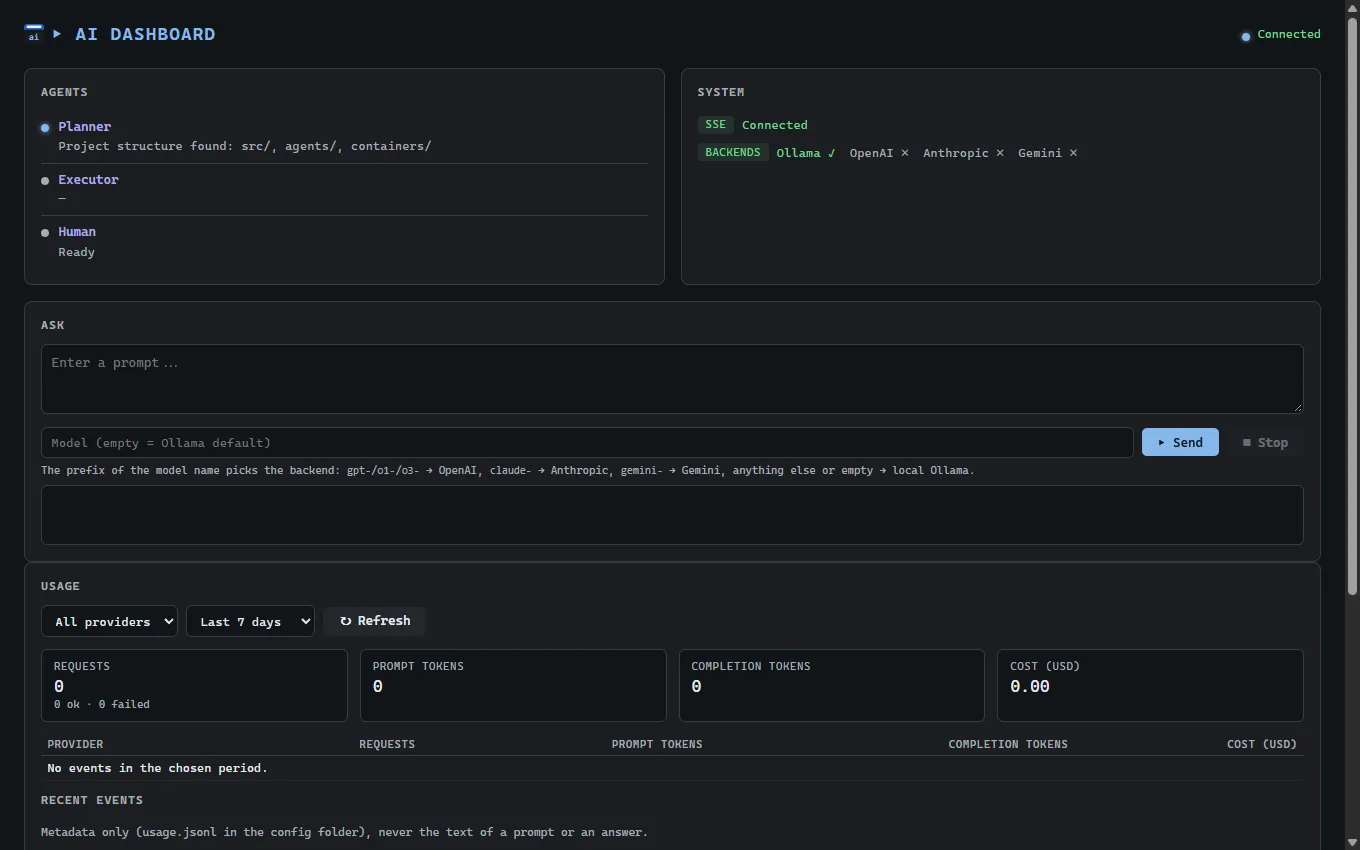 ai ▶ AI DASHBOARD
Connected
AGENTS
Planner
Project structure found: src/, agents/, containers/
Executor
—
Human
Ready
SYSTEM
SSE Connected
BACKENDS Ollama ✓ OpenAI ✕ Anthropic ✕ Gemini ✕
ASK
Enter a prompt...
Model (empty = Ollama default)
▸ Send
■ Stop
The prefix of the model name picks the backend: gpt-/o1-/o3- → OpenAI, claude- → Anthropic, gemini- → Gemini, anything else or empty → local Ollama.
USAGE
All providers
Last 7 days
↻ Refresh
REQUESTS
0
0 ok · 0 failed
PROMPT TOKENS
0
COMPLETION TOKENS
0
COST (USD)
0.00
PROVIDER REQUESTS PROMPT TOKENS COMPLETION TOKENS COST (USD)
No events in the chosen period.
RECENT EVENTS
Metadata only (usage.jsonl in the config folder), never the text of a prompt or an answer.